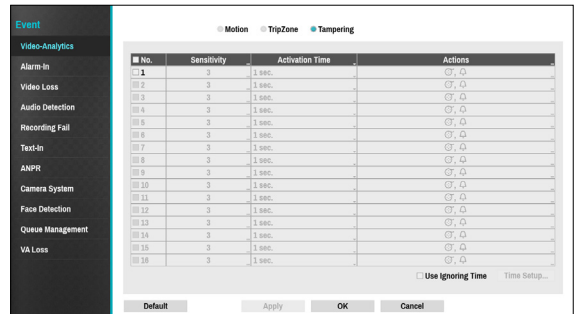 Event
Video-Analytics
Alarm-In
Video Loss
Audio Detection
Recording Fail
Text-In
ANPR
Camera System
Face Detection
Queue Management
VA Loss
Motion TripZone Tampering
No. Sensitivity Activation Time Actions
1 3 1 sec.
2 3 1 sec.
3 3 1 sec.
4 3 1 sec.
5 3 1 sec.
6 3 1 sec.
7 3 1 sec.
8 3 1 sec.
9 3 1 sec.
10 3 1 sec.
11 3 1 sec.
12 3 1 sec.
13 3 1 sec.
14 3 1 sec.
15 3 1 sec.
16 3 1 sec.
Use Ignoring Time Time Setup...
Default Apply OK Cancel